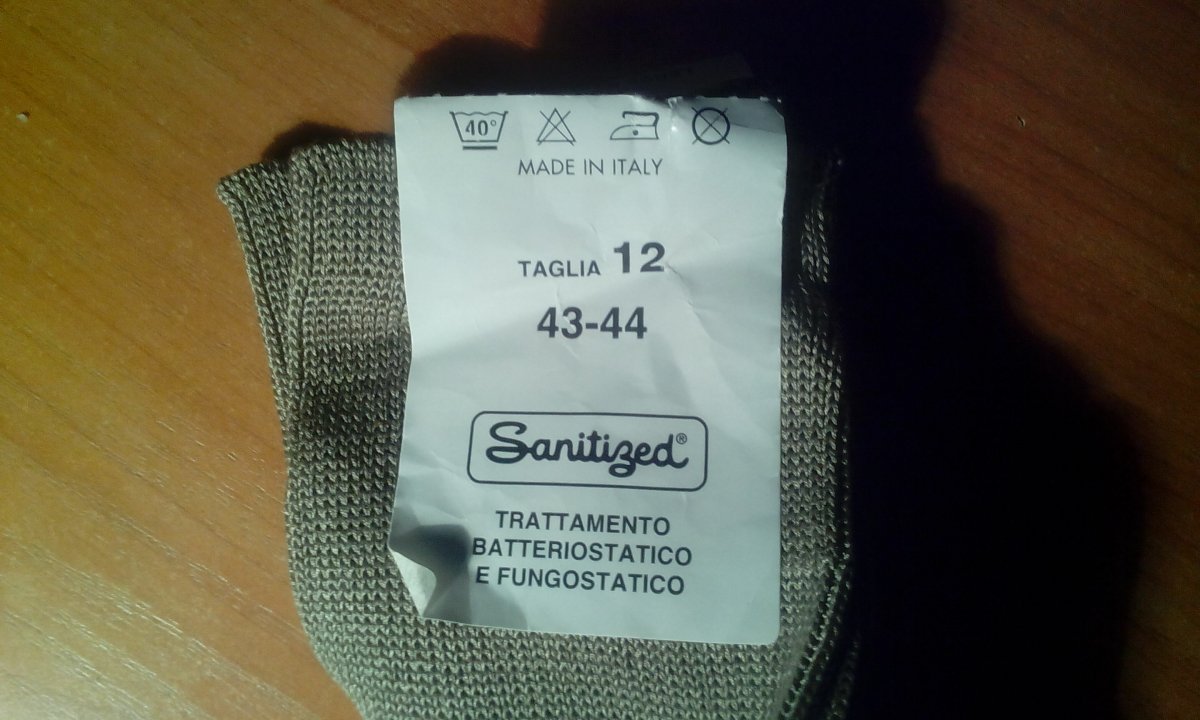 40°
MADE IN ITALY
TAGLIA 12
43-44
Sanitized®
TRATTAMENTO
BATTERIOSTATICO
E FUNGOSTATICO